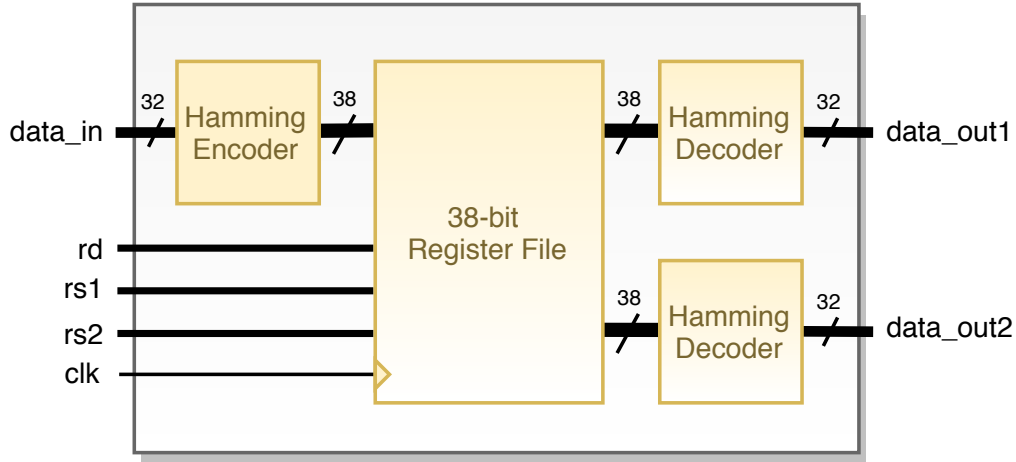 32
38
38
32
data_in
Hamming
Encoder
Hamming
Decoder
data_out1
38-bit
Register File
rd
rs1
rs2
clk
38
32
Hamming
Decoder
data_out2